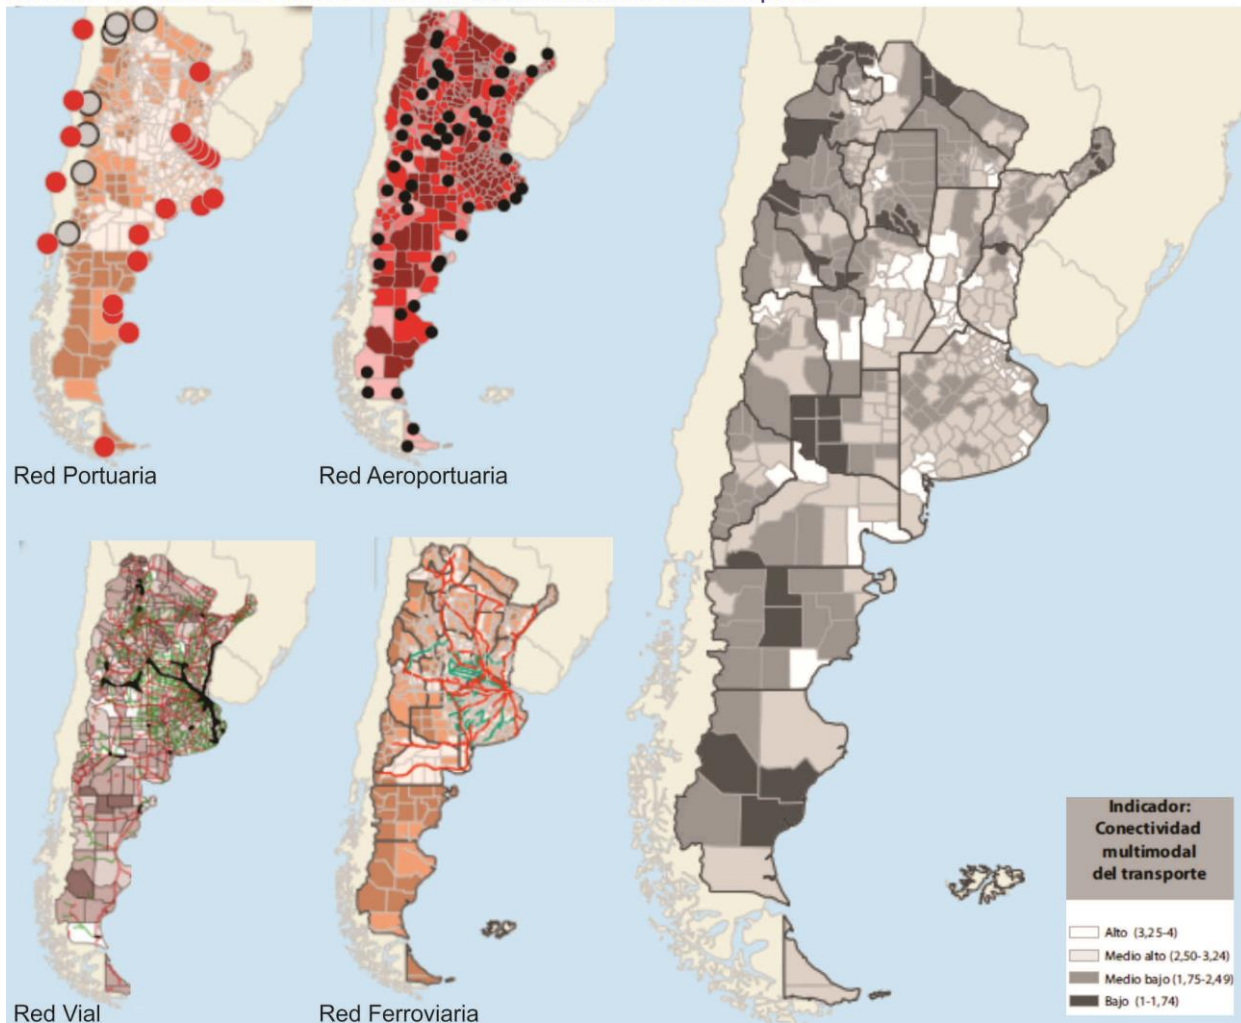 Red Portuaria
Red Aeroportuaria
Red Vial
Red Ferroviaria
Indicador:
Conectividad
multimodal
del transporte
Alto (3,25-4)
Medio alto (2,50-3,24)
Medio bajo (1,75-2,49)
Bajo (1-1,74)